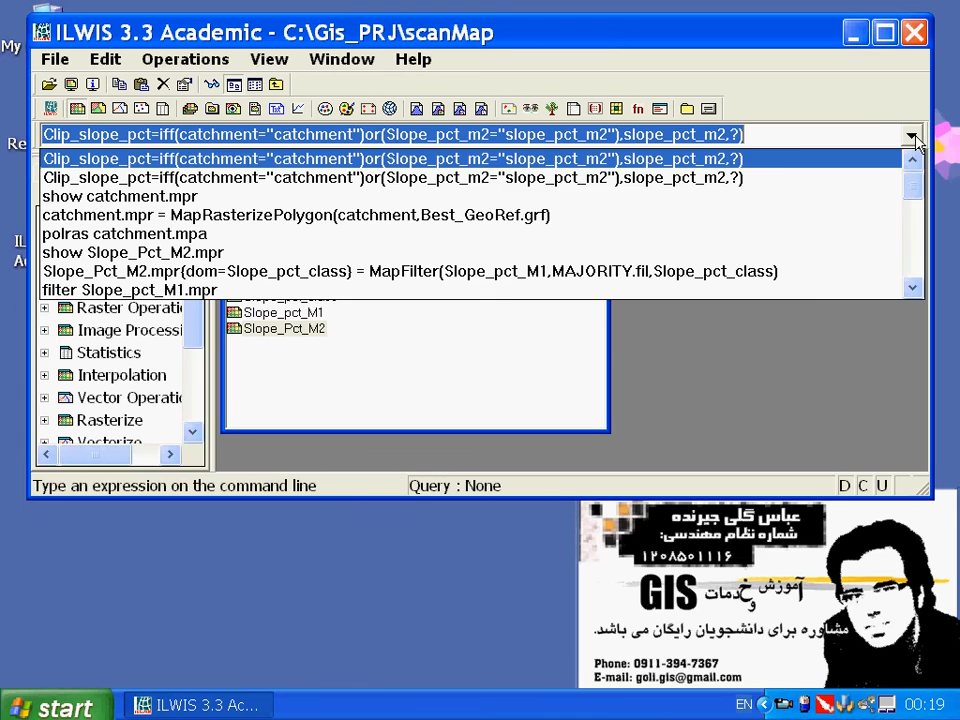 My
ILWIS 3.3 Academic - C:\Gis_PRJ\scanMap
File Edit Operations View Window Help
Re
Clip_slope_pct=iff(catchment="catchment")or(Slope_pct_m2="slope_pct_m2"),slope_pct_m2,?)
Clip_slope_pct=iff(catchment="catchment")or(Slope_pct_m2="slope_pct_m2"),slope_pct_m2,?)
Clip_slope_pct=iff(catchment="catchment")or(Slope_pct_m2="slope_pct_m2"),slope_pct_m2,?)
show catchment.mpr
catchment.mpr = MapRasterizePolygon(catchment,Best_GeoRef.grf)
polras catchment.mpa
show Slope_Pct_M2.mpr
Slope_Pct_M2.mpr{dom=Slope_pct_class} = MapFilter(Slope_pct_M1,MAJORITY.fil,Slope_pct_class)
filter Slope_pct_M1.mpr
IL
A
Raster Operati
Image Processi
Statistics
Interpolation
Vector Operatio
Rasterize
Vectorize
Slope_pct_M1
Slope_Pct_M2
Type an expression on the command line
Query : None
D C U
عباس گلی جیرنده
شماره نظام مهندسی:
۱۲۰۸۵۰۱۱۱۶
GIS آموزش و خدمات
مشاوره برای دانشجویان رایگان می باشد.
Phone: 0911-394-7367
E-mail: goli.gis@gmail.com
start
ILWIS 3.3 Ac...
EN
00:19